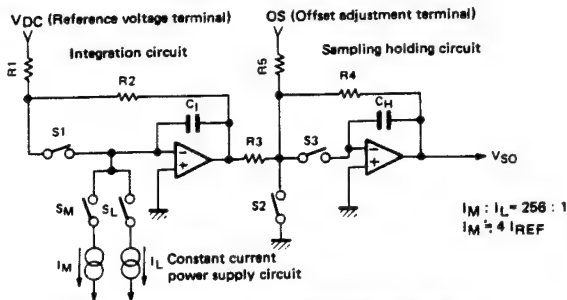 VDC (Reference voltage terminal)
OS (Offset adjustment terminal)
Integration circuit
Sampling holding circuit
R1
R2
R5
R4
CI
CH
S1
R3
S3
VSO
SM
SL
S2
IM : IL = 256 : 1
IM ≒ 4 IREF
IM
IL
Constant current
power supply circuit